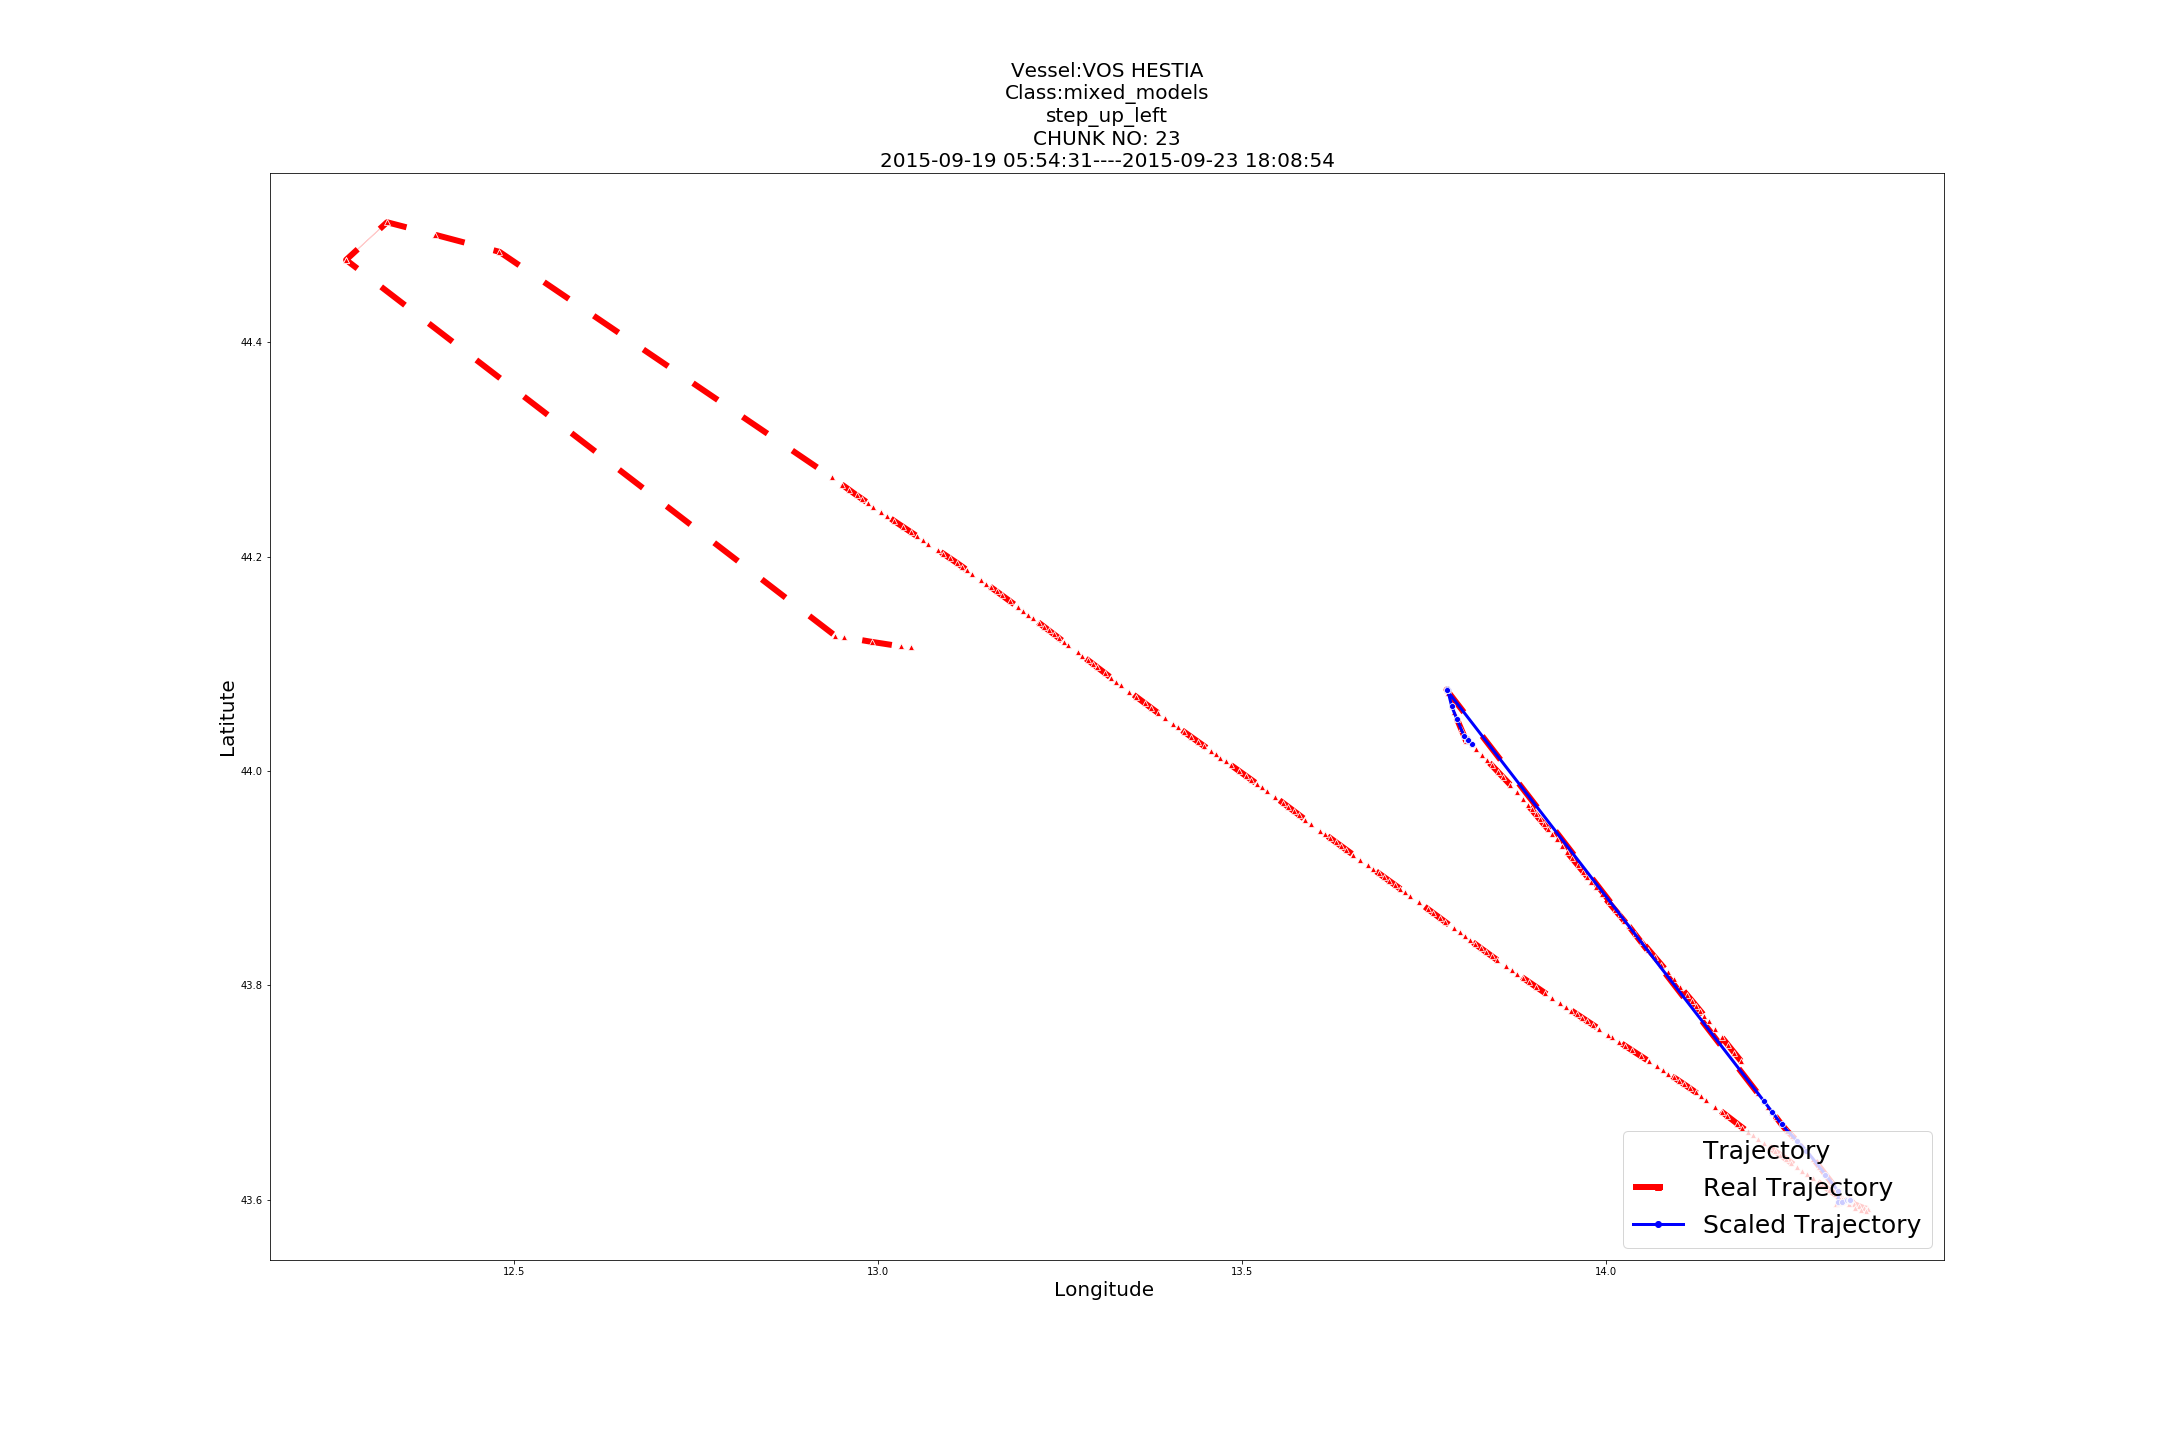 Vessel:VOS HESTIA
Class:mixed_models
step_up_left
CHUNK NO: 23
2015-09-19 05:54:31----2015-09-23 18:08:54
44.4
44.2
44.0
43.8
43.6
Latitute
12.5
13.0
13.5
14.0
Longitude
Trajectory
Real Trajectory
Scaled Trajectory